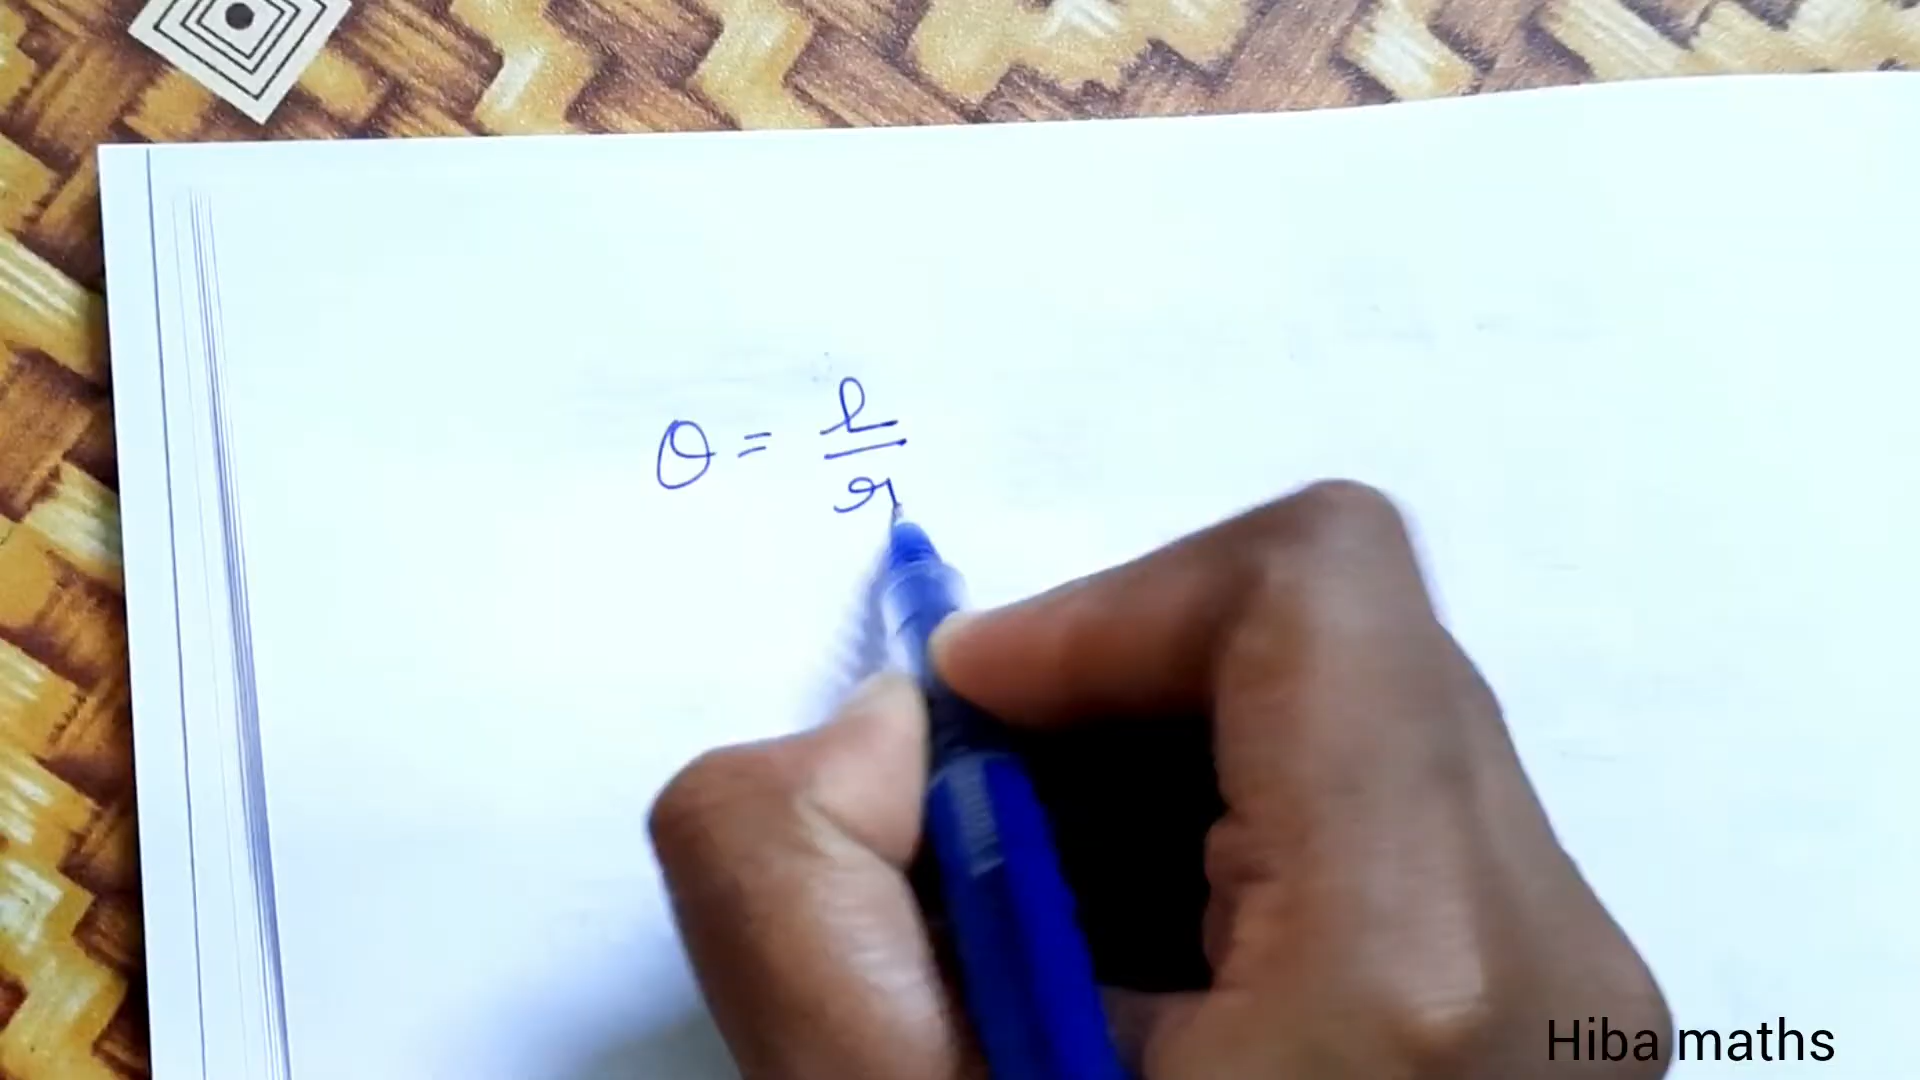 θ = l/r
Hiba maths